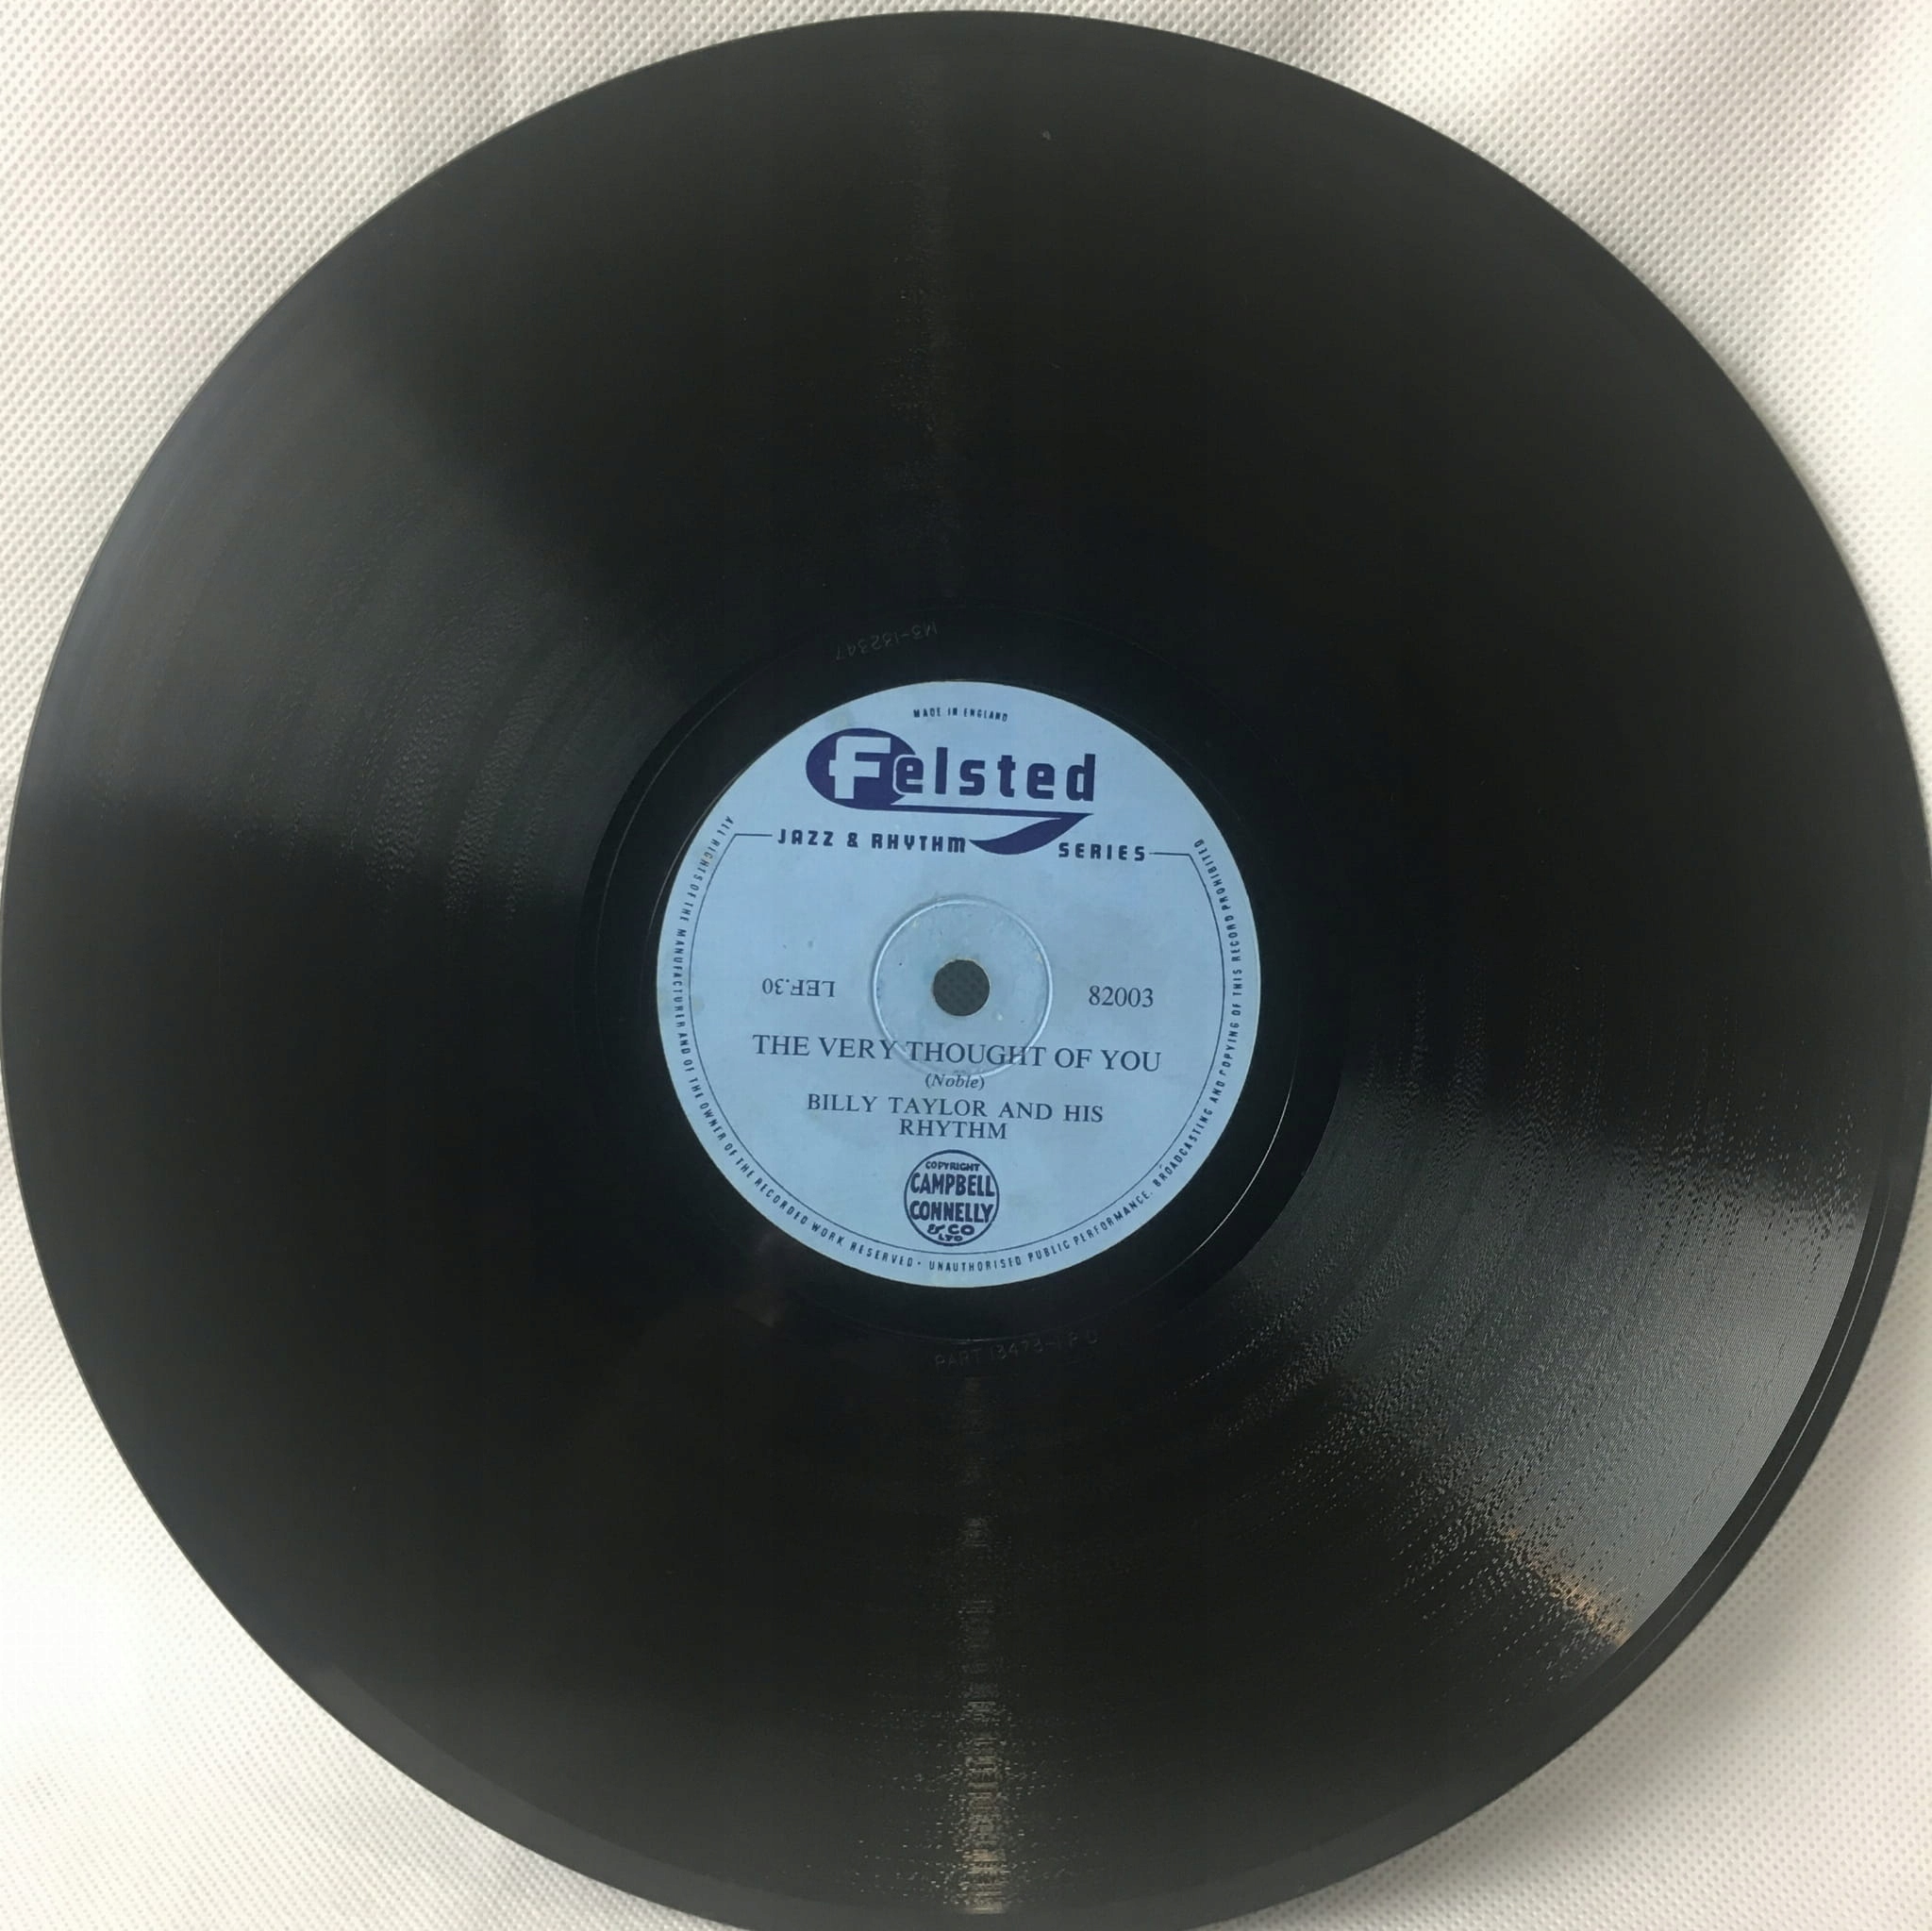 MADE IN ENGLAND
Felsted
JAZZ & RHYTHM SERIES
LEF.30
82003
THE VERY THOUGHT OF YOU
(Noble)
BILLY TAYLOR AND HIS
RHYTHM
COPYRIGHT
CAMPBELL
CONNELLY
& CO
LTD
ALL RIGHTS OF THE MANUFACTURER AND OF THE OWNER OF THE RECORDED WORK RESERVED · UNAUTHORISED PUBLIC PERFORMANCE, BROADCASTING AND COPYING OF THIS RECORD PROHIBITED